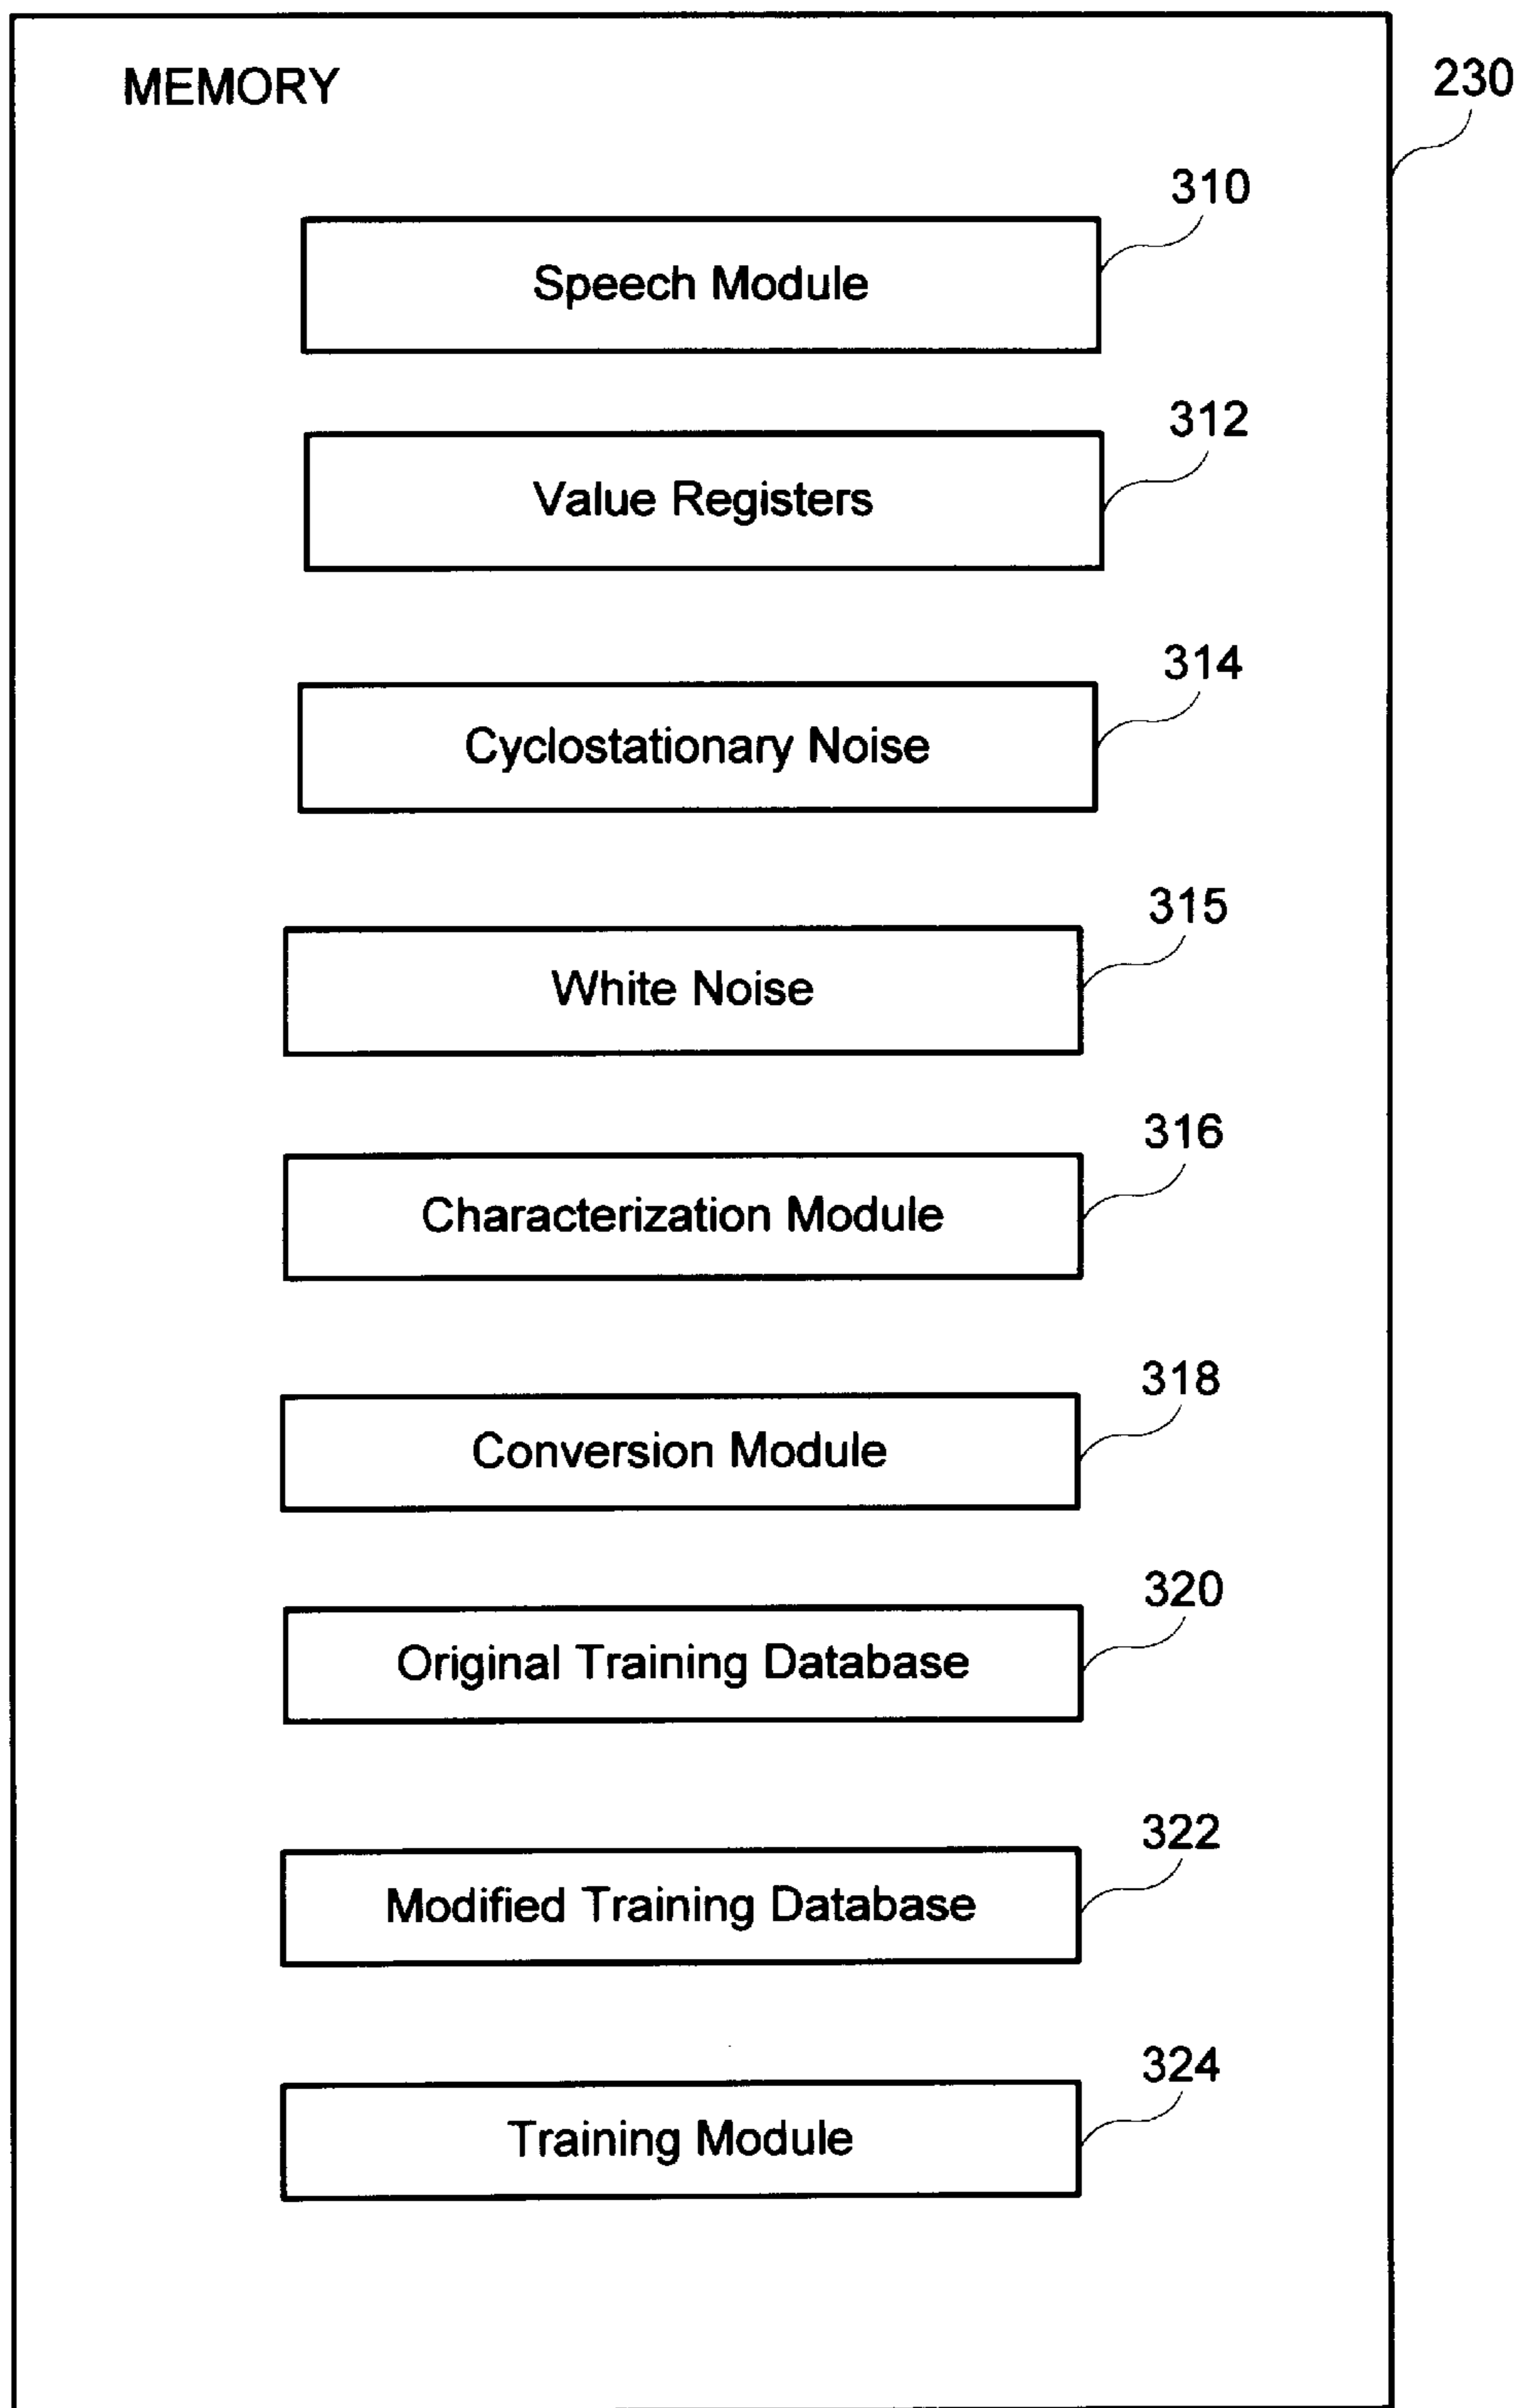 MEMORY
230
310
Speech Module
312
Value Registers
314
Cyclostationary Noise
315
White Noise
316
Characterization Module
318
Conversion Module
320
Original Training Database
322
Modified Training Database
324
Training Module